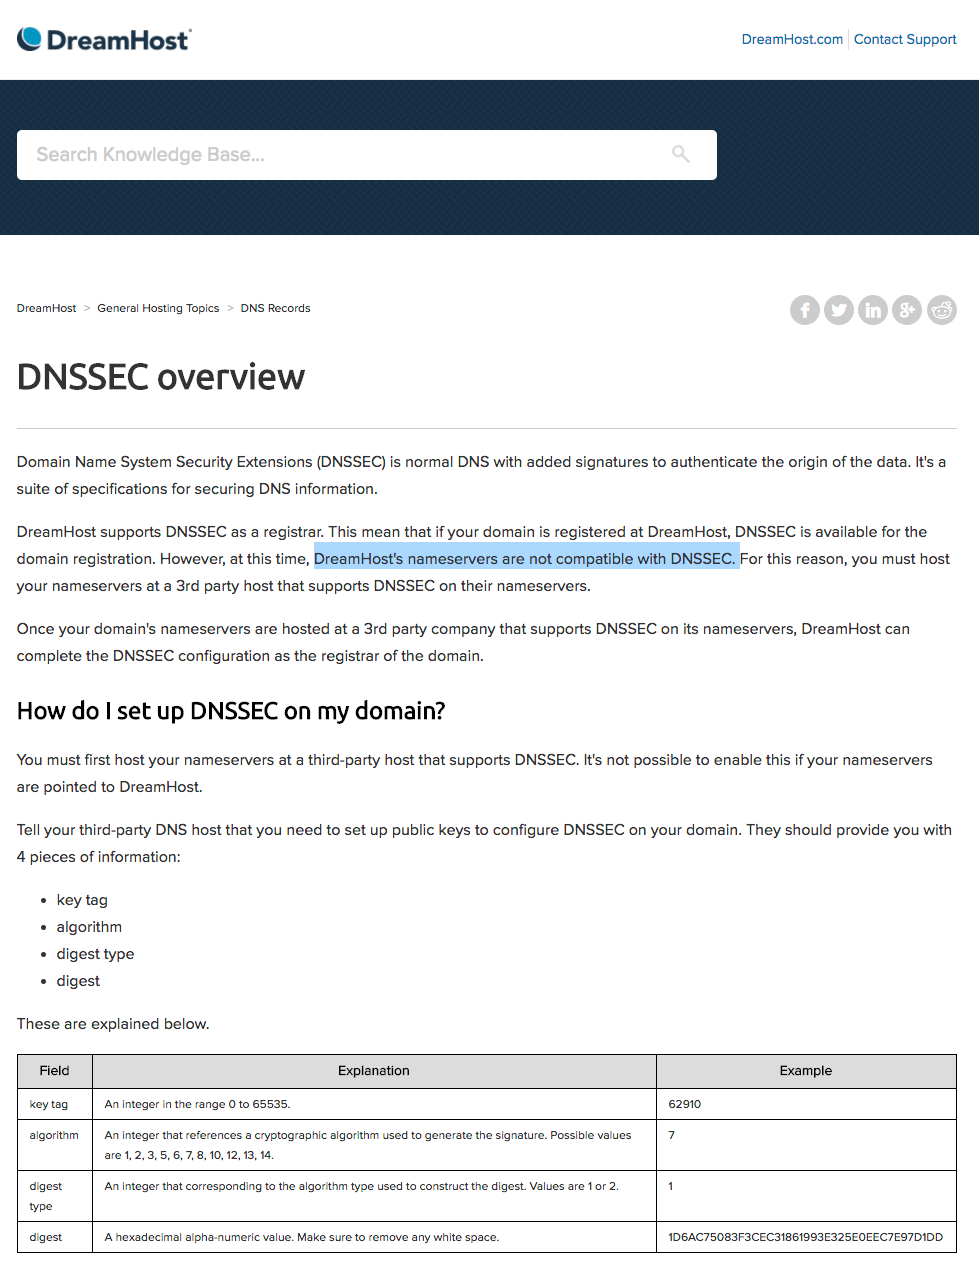 DreamHost
DreamHost.com Contact Support
Search Knowledge Base...
DreamHost > General Hosting Topics > DNS Records
DNSSEC overview
Domain Name System Security Extensions (DNSSEC) is normal DNS with added signatures to authenticate the origin of the data. It's a
suite of specifications for securing DNS information.
DreamHost supports DNSSEC as a registrar. This mean that if your domain is registered at DreamHost, DNSSEC is available for the
domain registration. However, at this time, DreamHost's nameservers are not compatible with DNSSEC. For this reason, you must host
your nameservers at a 3rd party host that supports DNSSEC on their nameservers.
Once your domain's nameservers are hosted at a 3rd party company that supports DNSSEC on its nameservers, DreamHost can
complete the DNSSEC configuration as the registrar of the domain.
How do I set up DNSSEC on my domain?
You must first host your nameservers at a third-party host that supports DNSSEC. It's not possible to enable this if your nameservers
are pointed to DreamHost.
Tell your third-party DNS host that you need to set up public keys to configure DNSSEC on your domain. They should provide you with
4 pieces of information:
• key tag
• algorithm
• digest type
• digest
These are explained below.
Field Explanation Example
key tag An integer in the range 0 to 65535. 62910
algorithm An integer that references a cryptographic algorithm used to generate the signature. Possible values 7
are 1, 2, 3, 5, 6, 7, 8, 10, 12, 13, 14.
digest An integer that corresponding to the algorithm type used to construct the digest. Values are 1 or 2. 1
type
digest A hexadecimal alpha-numeric value. Make sure to remove any white space. 1D6AC75083F3CEC31861993E325E0EEC7E97D1DD